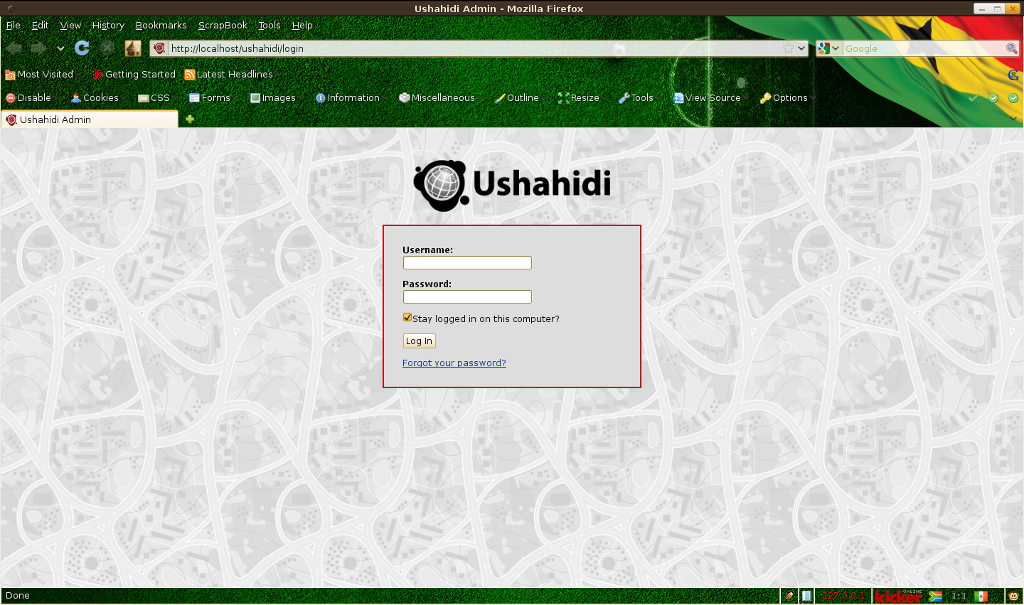 Ushahidi Admin - Mozilla Firefox
File Edit View History Bookmarks ScrapBook Tools Help
http://localhost/ushahidi/login
Google
Most Visited Getting Started Latest Headlines
Disable Cookies CSS Forms Images Information Miscellaneous Outline Resize Tools View Source Options
Ushahidi Admin
Ushahidi
Username:
Password:
Stay logged in on this computer?
Log In
Forgot your password?
Done
127.0.0.1
kicker
1:1